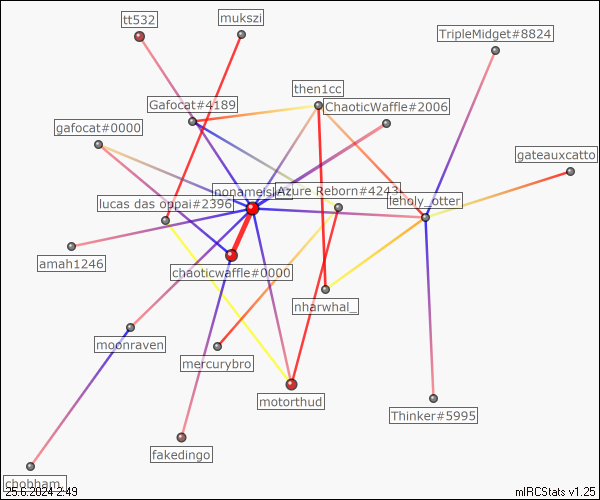 tt532
mukszi
TripleMidget#8824
then1cc
Gafocat#4189
ChaoticWaffle#2006
gafocat#0000
gateauxcatto
Azure Reborn#4243
leholy_otter
lucas das oppai#2396
amah1246
chaoticwaffle#0000
nharwhal_
moonraven
mercurybro
motorthud
Thinker#5995
fakedingo
25.6.2024 2:49
mIRCStats v1.25